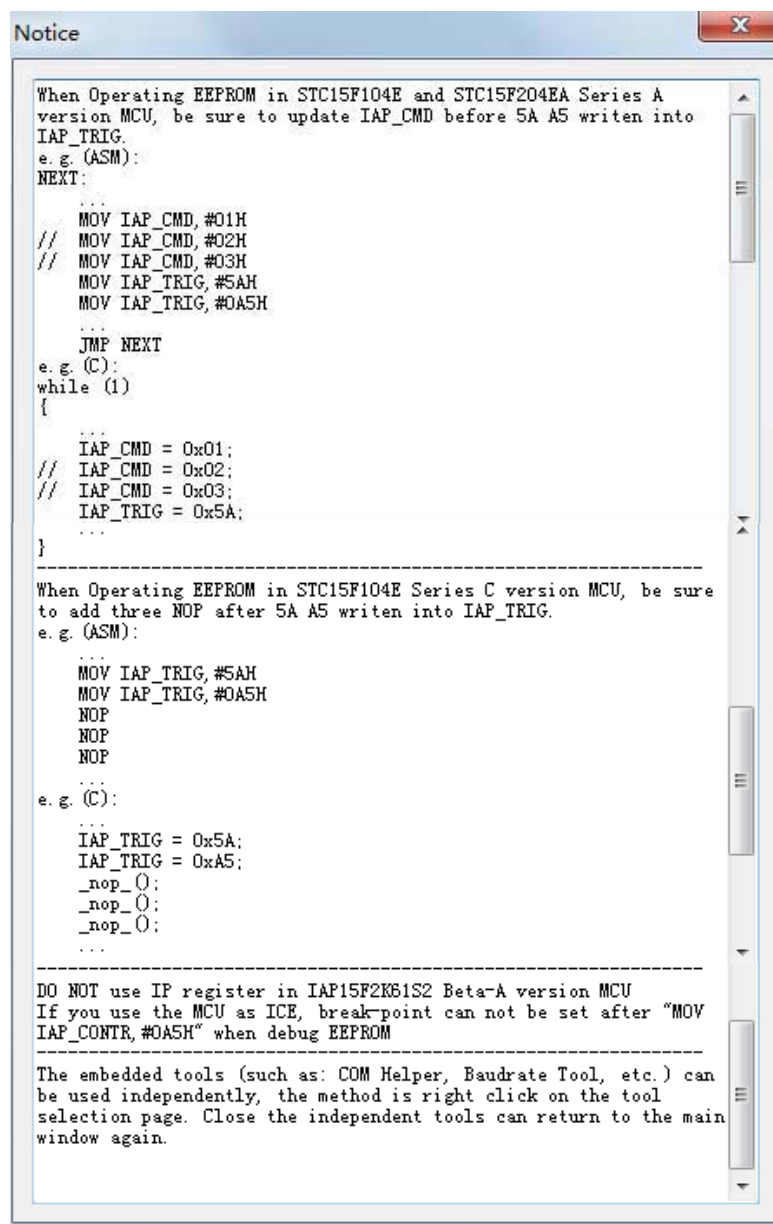 Notice
When Operating EEPROM in STC15F104E and STC15F204EA Series A
version MCU, be sure to update IAP_CMD before 5A A5 writen into
IAP_TRIG.
e.g.(ASM):
NEXT:
...
MOV IAP_CMD,#01H
// MOV IAP_CMD,#02H
// MOV IAP_CMD,#03H
MOV IAP_TRIG,#5AH
MOV IAP_TRIG,#0A5H
...
JMP NEXT
e.g.(C):
while (1)
{
...
IAP_CMD = 0x01;
// IAP_CMD = 0x02;
// IAP_CMD = 0x03;
IAP_TRIG = 0x5A;
...
}
----------------------------------------------------------------
When Operating EEPROM in STC15F104E Series C version MCU, be sure
to add three NOP after 5A A5 writen into IAP_TRIG.
e.g.(ASM):
...
MOV IAP_TRIG,#5AH
MOV IAP_TRIG,#0A5H
NOP
NOP
NOP
...
e.g.(C):
...
IAP_TRIG = 0x5A;
IAP_TRIG = 0xA5;
_nop_();
_nop_();
_nop_();
...
----------------------------------------------------------------
DO NOT use IP register in IAP15F2K61S2 Beta-A version MCU
If you use the MCU as ICE, break-point can not be set after "MOV
IAP_CONTR,#0A5H" when debug EEPROM
----------------------------------------------------------------
The embedded tools (such as: COM Helper, Baudrate Tool, etc.) can
be used independently, the method is right click on the tool
selection page. Close the independent tools can return to the main
window again.